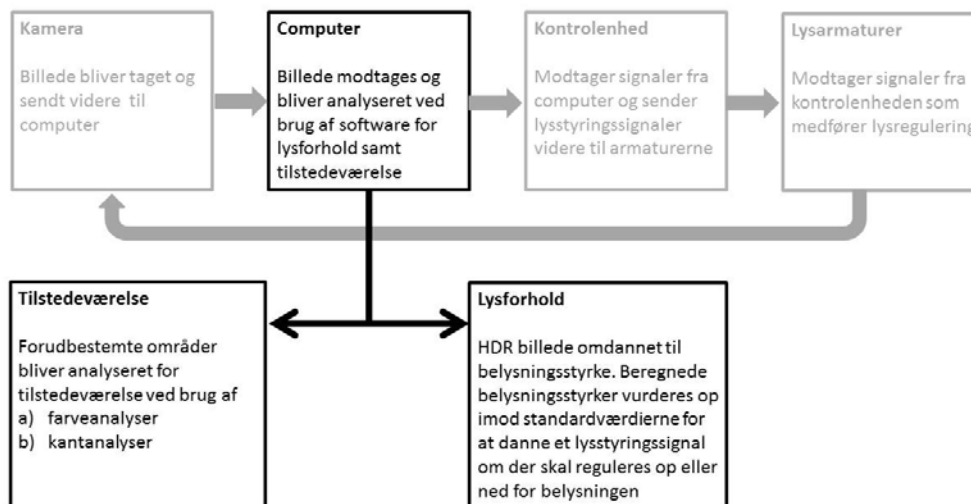 Kamera
Billede bliver taget og
sendt videre til
computer
Computer
Billede modtages og
bliver analyseret ved
brug af software for
lysforhold samt
tilstedeværelse
Kontrolenhed
Modtager signaler fra
computer og sender
lysstyringssignaler
videre til armaturerne
Lysarmaturer
Modtager signaler fra
kontrolenheden som
medfører lysregulering
Tilstedeværelse
Forudbestemte områder
bliver analyseret for
tilstedeværelse ved brug af
a) farveanalyser
b) kantanalyser
Lysforhold
HDR billede omdannet til
belysningsstyrke. Beregnede
belysningsstyrker vurderes op
imod standardværdierne for
at danne et lysstyringssignal
om der skal reguleres op eller
ned for belysningen